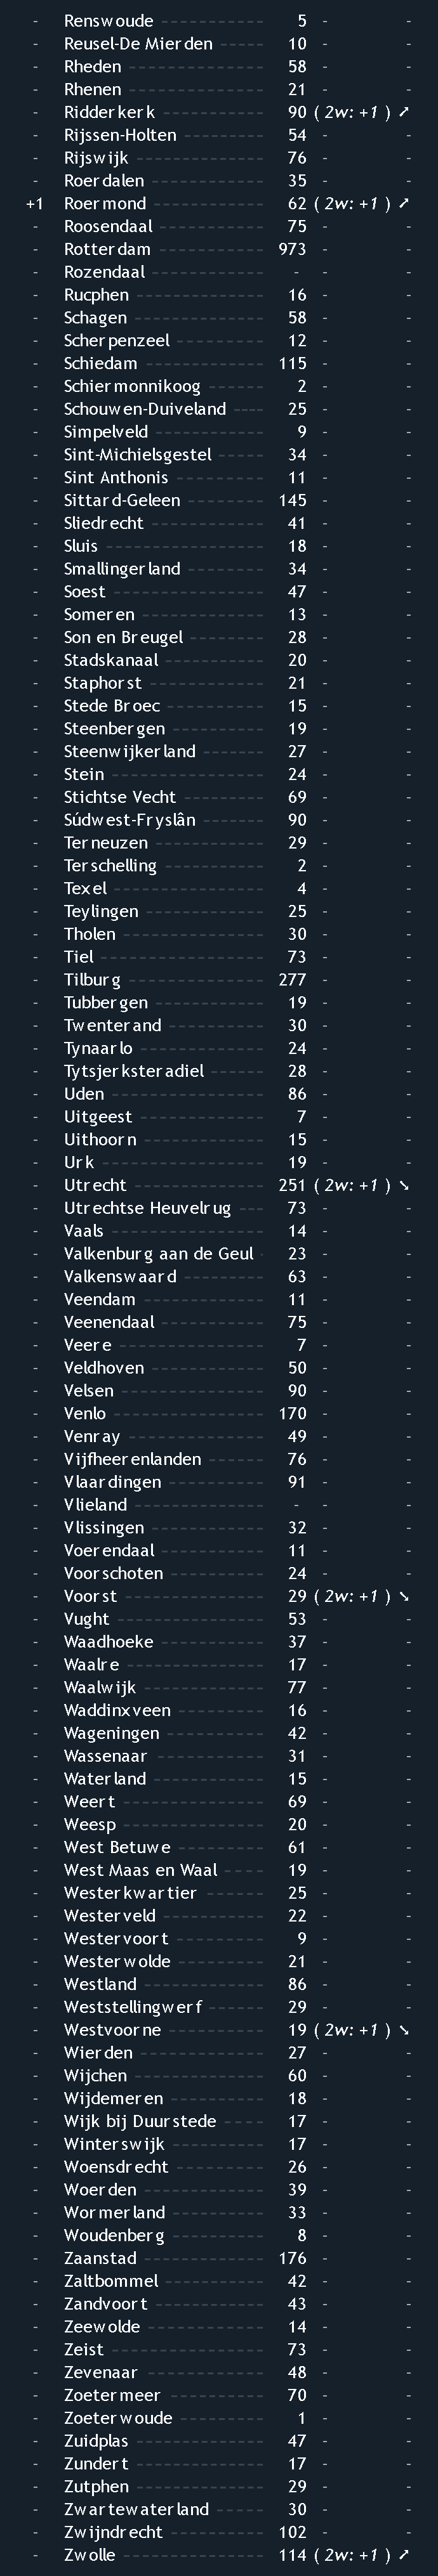 - Renswoude ------------ 5 - -
- Reusel-De Mierden ------ 10 - -
- Rheden ---------------- 58 - -
- Rhenen ---------------- 21 - -
- Ridderkerk ------------ 90 ( 2w: +1 ) ➚
- Rijssen-Holten --------- 54 - -
- Rijswijk --------------- 76 - -
- Roerdalen ------------- 35 - -
+1 Roermond ------------- 62 ( 2w: +1 ) ➚
- Roosendaal ------------ 75 - -
- Rotterdam ------------- 973 - -
- Rozendaal ------------- - - -
- Rucphen -------------- 16 - -
- Schagen --------------- 58 - -
- Scherpenzeel ---------- 12 - -
- Schiedam -------------- 115 - -
- Schiermonnikoog ------ 2 - -
- Schouwen-Duiveland ---- 25 - -
- Simpelveld ------------- 9 - -
- Sint-Michielsgestel ----- 34 - -
- Sint Anthonis ---------- 11 - -
- Sittard-Geleen --------- 145 - -
- Sliedrecht ------------- 41 - -
- Sluis ------------------ 18 - -
- Smallingerland --------- 34 - -
- Soest ----------------- 47 - -
- Someren -------------- 13 - -
- Son en Breugel --------- 28 - -
- Stadskanaal ------------ 20 - -
- Staphorst ------------- 21 - -
- Stede Broec ----------- 15 - -
- Steenbergen ----------- 19 - -
- Steenwijkerland ------- 27 - -
- Stein ----------------- 24 - -
- Stichtse Vecht --------- 69 - -
- Súdwest-Fryslân ------- 90 - -
- Terneuzen ------------- 29 - -
- Terschelling ----------- 2 - -
- Texel ----------------- 4 - -
- Teylingen ------------- 25 - -
- Tholen ---------------- 30 - -
- Tiel ------------------- 73 - -
- Tilburg ---------------- 277 - -
- Tubbergen ------------- 19 - -
- Twenterand ----------- 30 - -
- Tynaarlo -------------- 24 - -
- Tytsjerksteradiel ------ 28 - -
- Uden ----------------- 86 - -
- Uitgeest -------------- 7 - -
- Uithoorn -------------- 15 - -
- Urk ------------------ 19 - -
- Utrecht --------------- 251 ( 2w: +1 ) ➘
- Utrechtse Heuvelrug --- 73 - -
- Vaals ----------------- 14 - -
- Valkenburg aan de Geul - 23 - -
- Valkenswaard ---------- 63 - -
- Veendam -------------- 11 - -
- Veenendaal ------------ 75 - -
- Veere ----------------- 7 - -
- Veldhoven ------------- 50 - -
- Velsen ---------------- 90 - -
- Venlo ----------------- 170 - -
- Venray ---------------- 49 - -
- Vijfheerenlanden ------- 76 - -
- Vlaardingen ----------- 91 - -
- Vlieland --------------- - - -
- Vlissingen ------------- 32 - -
- Voerendaal ------------ 11 - -
- Voorschoten ----------- 24 - -
- Voorst ---------------- 29 ( 2w: +1 ) ➘
- Vught ----------------- 53 - -
- Waadhoeke ------------ 37 - -
- Waalre ---------------- 17 - -
- Waalwijk -------------- 77 - -
- Waddinxveen ---------- 16 - -
- Wageningen ----------- 42 - -
- Wassenaar ------------- 31 - -
- Waterland ------------- 15 - -
- Weert ---------------- 69 - -
- Weesp ---------------- 20 - -
- West Betuwe ---------- 61 - -
- West Maas en Waal ---- 19 - -
- Westerkwartier -------- 25 - -
- Westerveld ------------ 22 - -
- Westervoort ---------- 9 - -
- Westerwolde ---------- 21 - -
- Westland -------------- 86 - -
- Weststellingwerf ------ 29 - -
- Westvoorne ----------- 19 ( 2w: +1 ) ➘
- Wierden -------------- 27 - -
- Wijchen --------------- 60 - -
- Wijdemeren ----------- 18 - -
- Wijk bij Duurstede ---- 17 - -
- Winterswijk ----------- 17 - -
- Woensdrecht ---------- 26 - -
- Woerden -------------- 39 - -
- Wormerland ----------- 33 - -
- Woudenberg ---------- 8 - -
- Zaanstad -------------- 176 - -
- Zaltbommel ----------- 42 - -
- Zandvoort ------------ 43 - -
- Zeewolde ------------- 14 - -
- Zeist ----------------- 73 - -
- Zevenaar -------------- 48 - -
- Zoetermeer ----------- 70 - -
- Zoeterwoude ---------- 1 - -
- Zuidplas --------------- 47 - -
- Zundert --------------- 17 - -
- Zutphen --------------- 29 - -
- Zwartewaterland ------ 30 - -
- Zwijndrecht ----------- 102 - -
- Zwolle ---------------- 114 ( 2w: +1 ) ➚